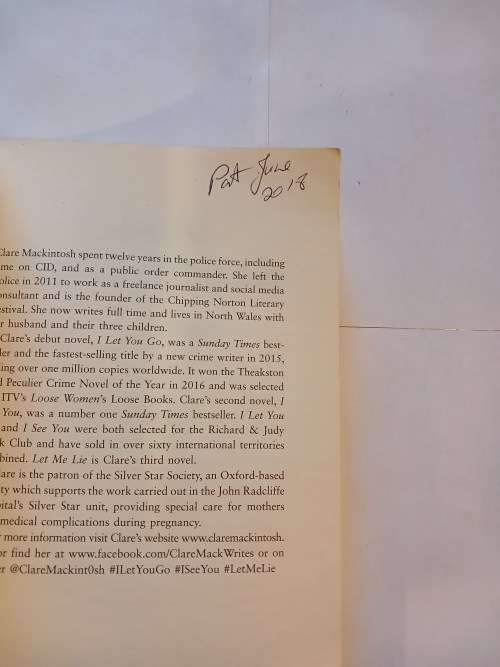 Pat June
2018
Clare Mackintosh spent twelve years in the police force, including
me on CID, and as a public order commander. She left the
olice in 2011 to work as a freelance journalist and social media
onsultant and is the founder of the Chipping Norton Literary
estival. She now writes full time and lives in North Wales with
r husband and their three children.
Clare's debut novel, I Let You Go, was a Sunday Times best-
ller and the fastest-selling title by a new crime writer in 2015,
ling over one million copies worldwide. It won the Theakston
d Peculier Crime Novel of the Year in 2016 and was selected
ITV's Loose Women's Loose Books. Clare's second novel, I
You, was a number one Sunday Times bestseller. I Let You
and I See You were both selected for the Richard & Judy
k Club and have sold in over sixty international territories
bined. Let Me Lie is Clare's third novel.
lare is the patron of the Silver Star Society, an Oxford-based
ty which supports the work carried out in the John Radcliffe
pital's Silver Star unit, providing special care for mothers
medical complications during pregnancy.
r more information visit Clare's website www.claremackintosh.
or find her at www.facebook.com/ClareMackWrites or on
er @ClareMackint0sh #ILetYouGo #ISeeYou #LetMeLie